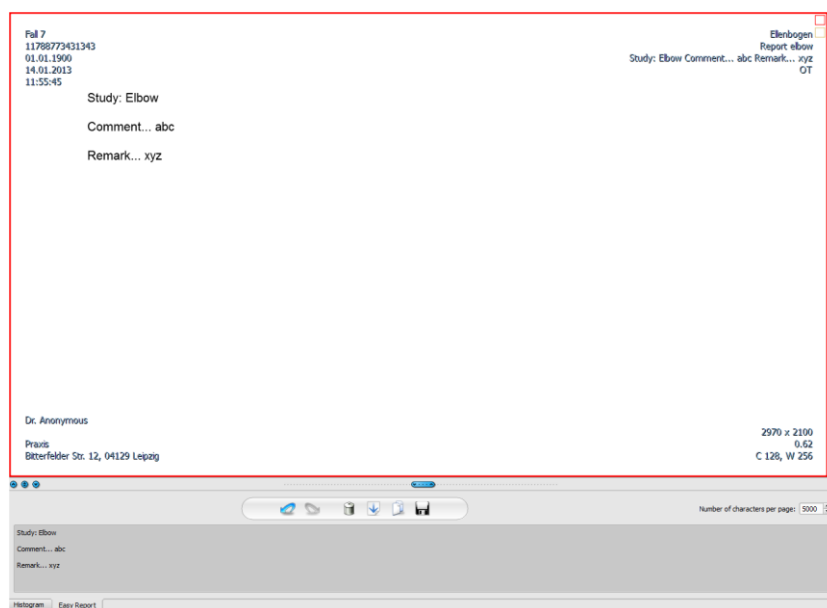 Fall 7
11788773431343
01.01.1900
14.01.2013
11:55:45
Ellenbogen
Report elbow
Study: Elbow Comment... abc Remark... xyz
OT
Study: Elbow
Comment... abc
Remark... xyz
Dr. Anonymous
Praxis
Bitterfelder Str. 12, 04129 Leipzig
2970 x 2100
0.62
C 128, W 256
Number of characters per page: 5000
Study: Elbow
Comment... abc
Remark... xyz
Histogram Easy Report